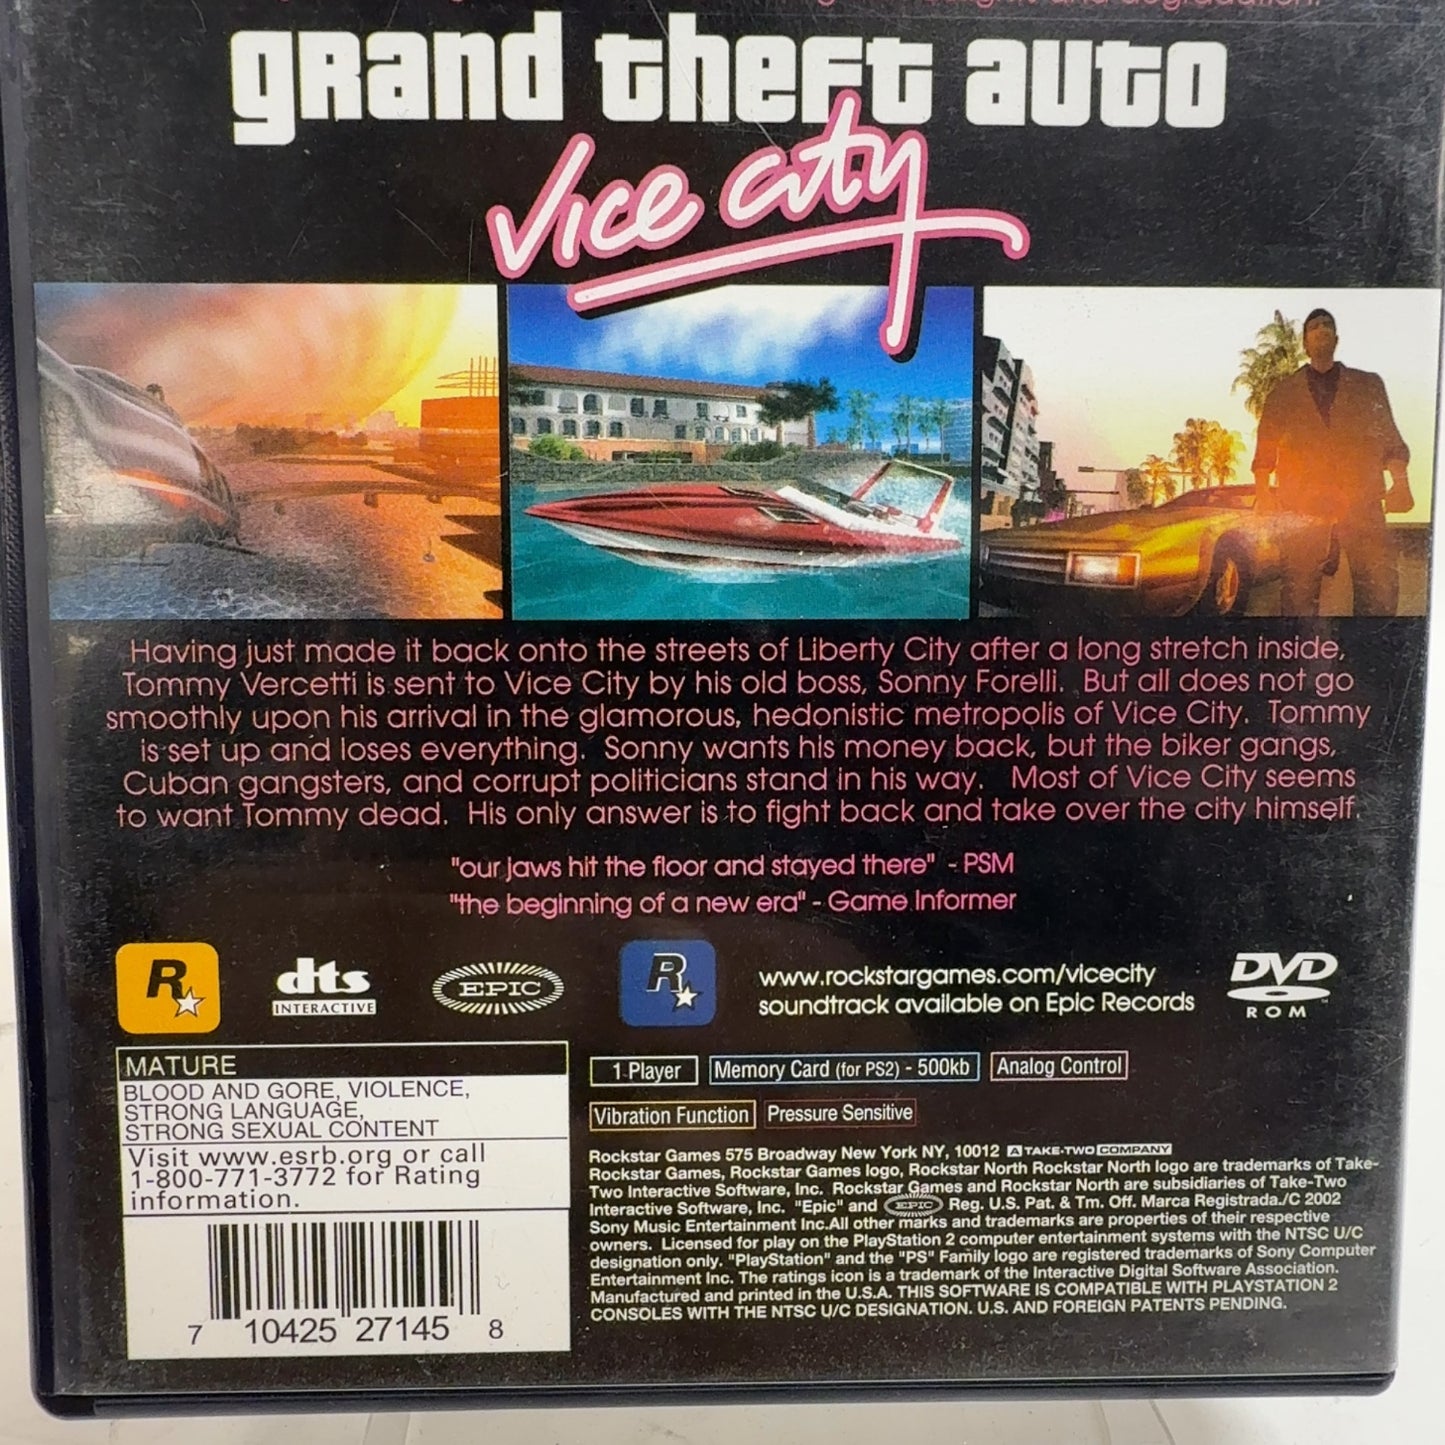 and degradation.
grand theft auto
Vice City
Having just made it back onto the streets of Liberty City after a long stretch inside,
Tommy Vercetti is sent to Vice City by his old boss, Sonny Forelli. But all does not go
smoothly upon his arrival in the glamorous, hedonistic metropolis of Vice City. Tommy
is set up and loses everything. Sonny wants his money back, but the biker gangs,
Cuban gangsters, and corrupt politicians stand in his way. Most of Vice City seems
to want Tommy dead. His only answer is to fight back and take over the city himself.
"our jaws hit the floor and stayed there" - PSM
"the beginning of a new era" - Game Informer
R
dts
INTERACTIVE
EPIC
R
www.rockstargames.com/vicecity
soundtrack available on Epic Records
DVD
ROM
MATURE
BLOOD AND GORE, VIOLENCE,
STRONG LANGUAGE,
STRONG SEXUAL CONTENT
Visit www.esrb.org or call
1-800-771-3772 for Rating
information.
7 10425 27145 8
1 Player
Memory Card (for PS2) - 500kb
Analog Control
Vibration Function
Pressure Sensitive
Rockstar Games 575 Broadway New York NY, 10012 A TAKE-TWO COMPANY
Rockstar Games, Rockstar Games logo, Rockstar North Rockstar North logo are trademarks of Take-
Two Interactive Software, Inc. Rockstar Games and Rockstar North are subsidiaries of Take-Two
Interactive Software, Inc. "Epic" and EPIC Reg. U.S. Pat. & Tm. Off. Marca Registrada./C 2002
Sony Music Entertainment Inc.All other marks and trademarks are properties of their respective
owners. Licensed for play on the PlayStation 2 computer entertainment systems with the NTSC U/C
designation only. "PlayStation" and the "PS" Family logo are registered trademarks of Sony Computer
Entertainment Inc. The ratings icon is a trademark of the Interactive Digital Software Association.
Manufactured and printed in the U.S.A. THIS SOFTWARE IS COMPATIBLE WITH PLAYSTATION 2
CONSOLES WITH THE NTSC U/C DESIGNATION. U.S. AND FOREIGN PATENTS PENDING.